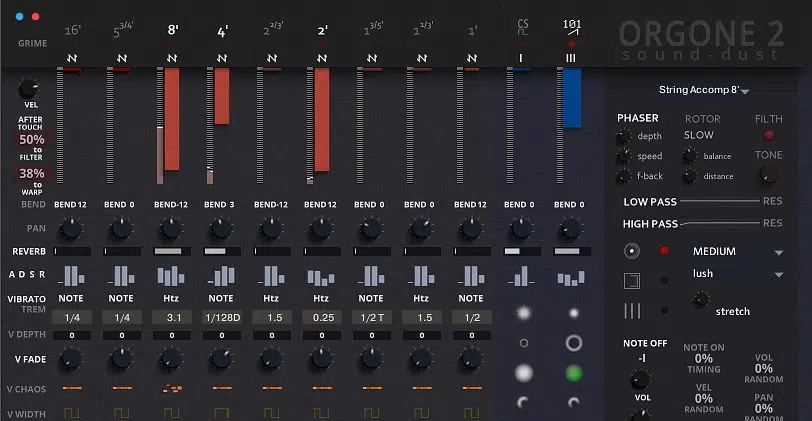 ORGONE 2
sound-dust
GRIME 16' 5 3/4' 8' 4' 2 2/3' 2' 1 3/5' 1 1/3' 1' CS 101
I III
VEL
AFTER
TOUCH
50%
to
FILTER
38%
to
WARP
BEND BEND 12 BEND 0 BEND-12 BEND 3 BEND-12 BEND 12 BEND 0 BEND 0 BEND 12 BEND 0 BEND 0
PAN
REVERB
A D S R
VIBRATO NOTE NOTE Htz NOTE Htz Htz NOTE Htz NOTE
TREM 1/4 1/4 3.1 1/128D 1.5 0.25 1/2 T 1.5 1/2
V DEPTH 0 0 0 0 0 0 0 0 0
V FADE
V CHAOS
V WIDTH
String Accomp 8'
PHASER ROTOR FILTH
depth SLOW
speed balance TONE
f-back distance
LOW PASS RES
HIGH PASS RES
MEDIUM
lush
stretch
NOTE OFF NOTE ON
-I 0% VOL
TIMING 0%
VEL RANDOM
VOL 0% PAN
RANDOM 0%
RANDOM